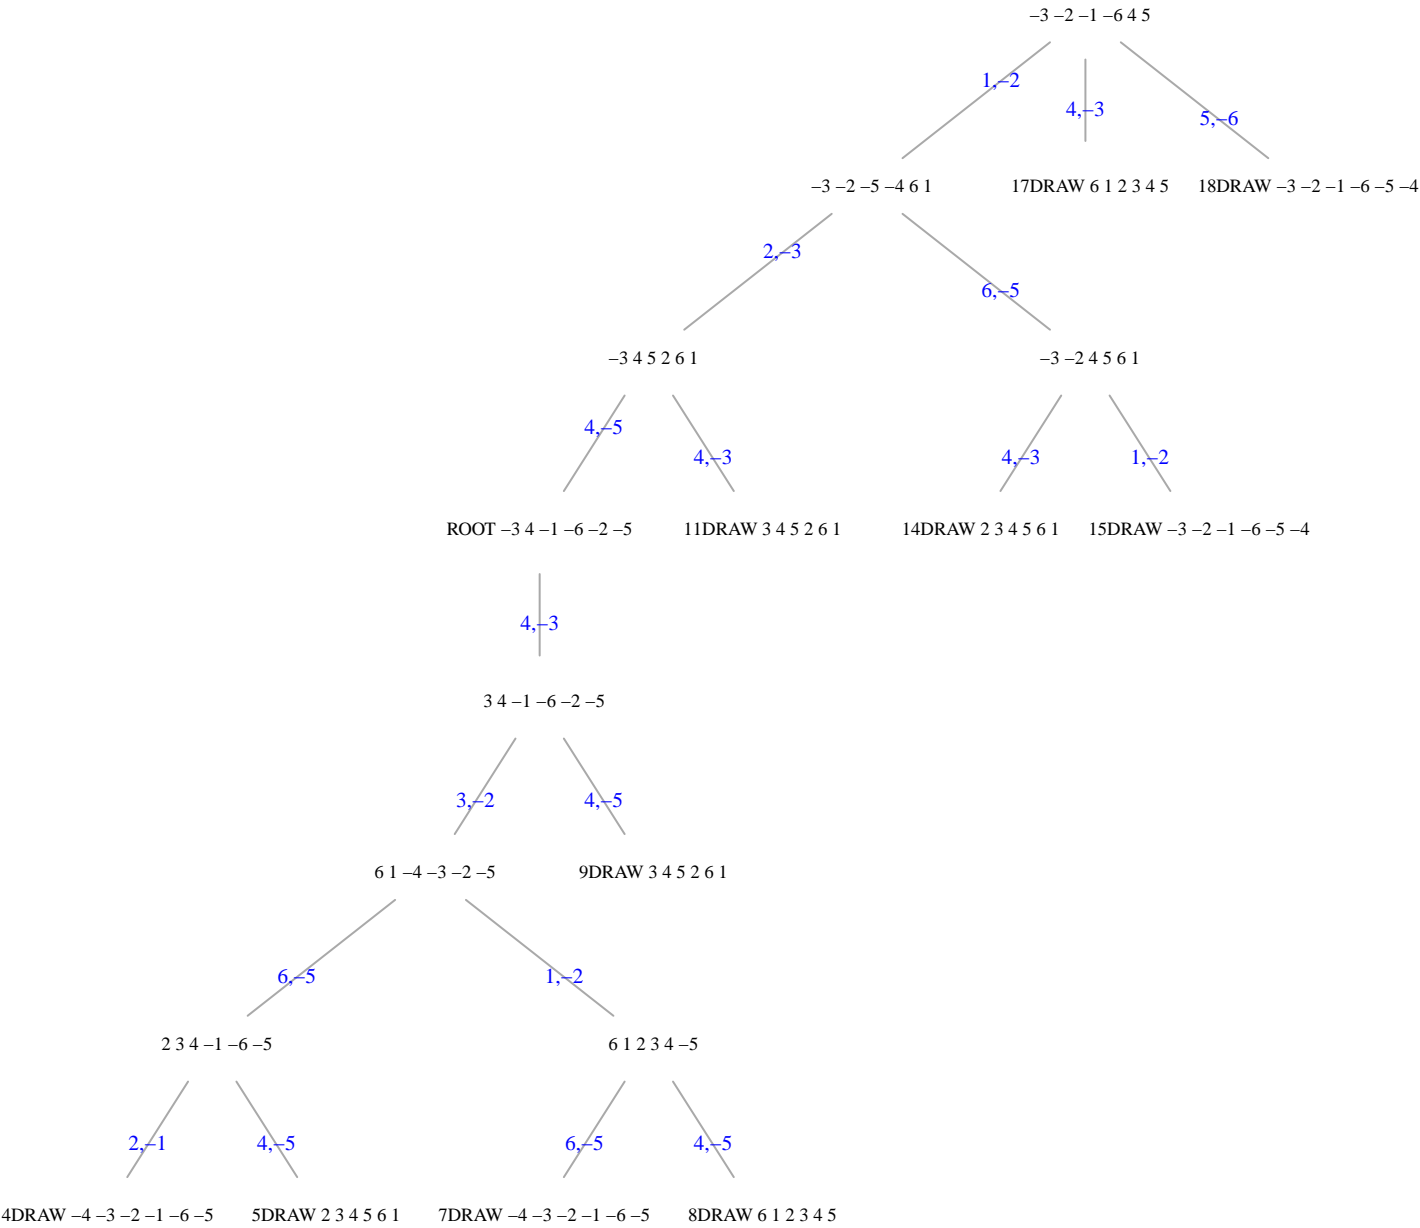 –3 –2 –1 –6 4 5
1,–2
4,–3
5,–6
–3 –2 –5 –4 6 1
17DRAW 6 1 2 3 4 5
18DRAW –3 –2 –1 –6 –5 –4
2,–3
6,–5
–3 4 5 2 6 1
–3 –2 4 5 6 1
4,–5
4,–3
4,–3
1,–2
ROOT –3 4 –1 –6 –2 –5
11DRAW 3 4 5 2 6 1
14DRAW 2 3 4 5 6 1
15DRAW –3 –2 –1 –6 –5 –4
4,–3
3 4 –1 –6 –2 –5
3,–2
4,–5
6 1 –4 –3 –2 –5
9DRAW 3 4 5 2 6 1
6,–5
1,–2
2 3 4 –1 –6 –5
6 1 2 3 4 –5
2,–1
4,–5
6,–5
4,–5
4DRAW –4 –3 –2 –1 –6 –5
5DRAW 2 3 4 5 6 1
7DRAW –4 –3 –2 –1 –6 –5
8DRAW 6 1 2 3 4 5